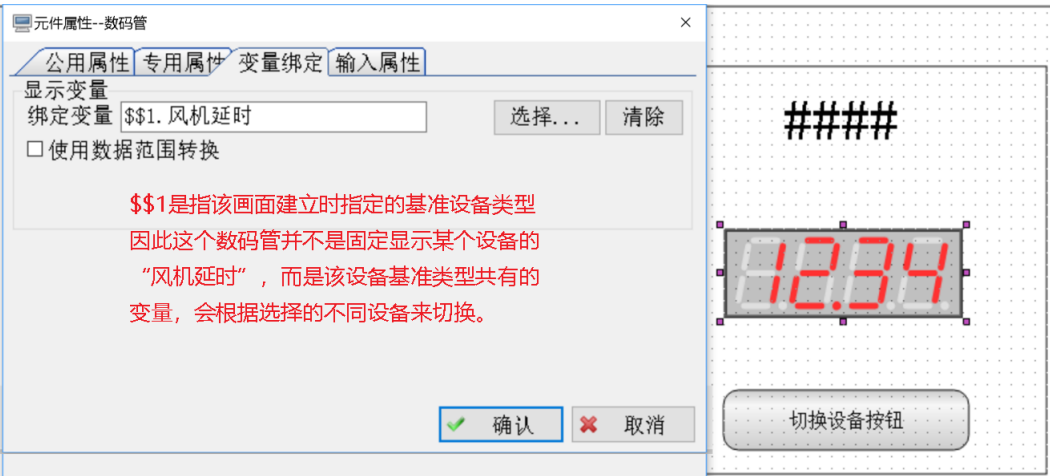 元件属性--数码管
公用属性 专用属性 变量绑定 输入属性
显示变量
绑定变量 $$1.风机延时 选择... 清除
使用数据范围转换
$$1是指该画面建立时指定的基准设备类型
因此这个数码管并不是固定显示某个设备的
“风机延时”，而是该设备基准类型共有的
变量，会根据选择的不同设备来切换。
确认 取消
####
12.34
切换设备按钮